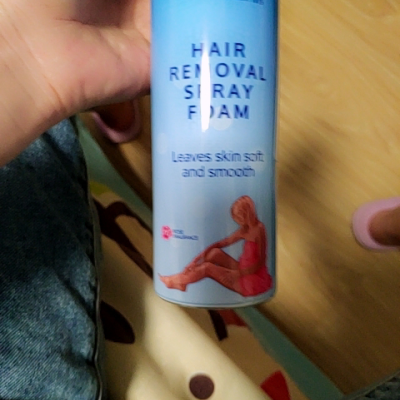 HAIR
REMOVAL
SPRAY
FOAM
Leaves skin soft
and smooth